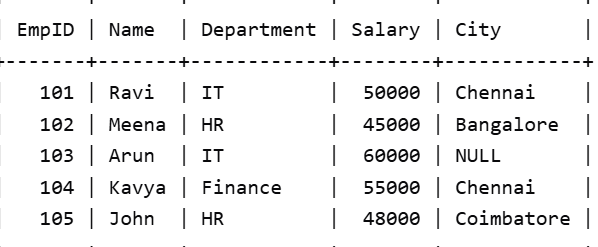 | EmpID | Name | Department | Salary | City |
+-------+-------+------------+--------+------------+
| 101 | Ravi | IT | 50000 | Chennai |
| 102 | Meena | HR | 45000 | Bangalore |
| 103 | Arun | IT | 60000 | NULL |
| 104 | Kavya | Finance | 55000 | Chennai |
| 105 | John | HR | 48000 | Coimbatore |